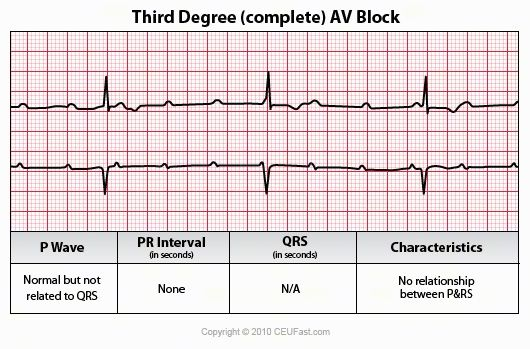 Third Degree (complete) AV Block
P Wave
PR Interval
(in seconds)
QRS
(in seconds)
Characteristics
Normal but not
related to QRS
None
N/A
No relationship
between P&RS
Copyright © 2010 CEUFast.com